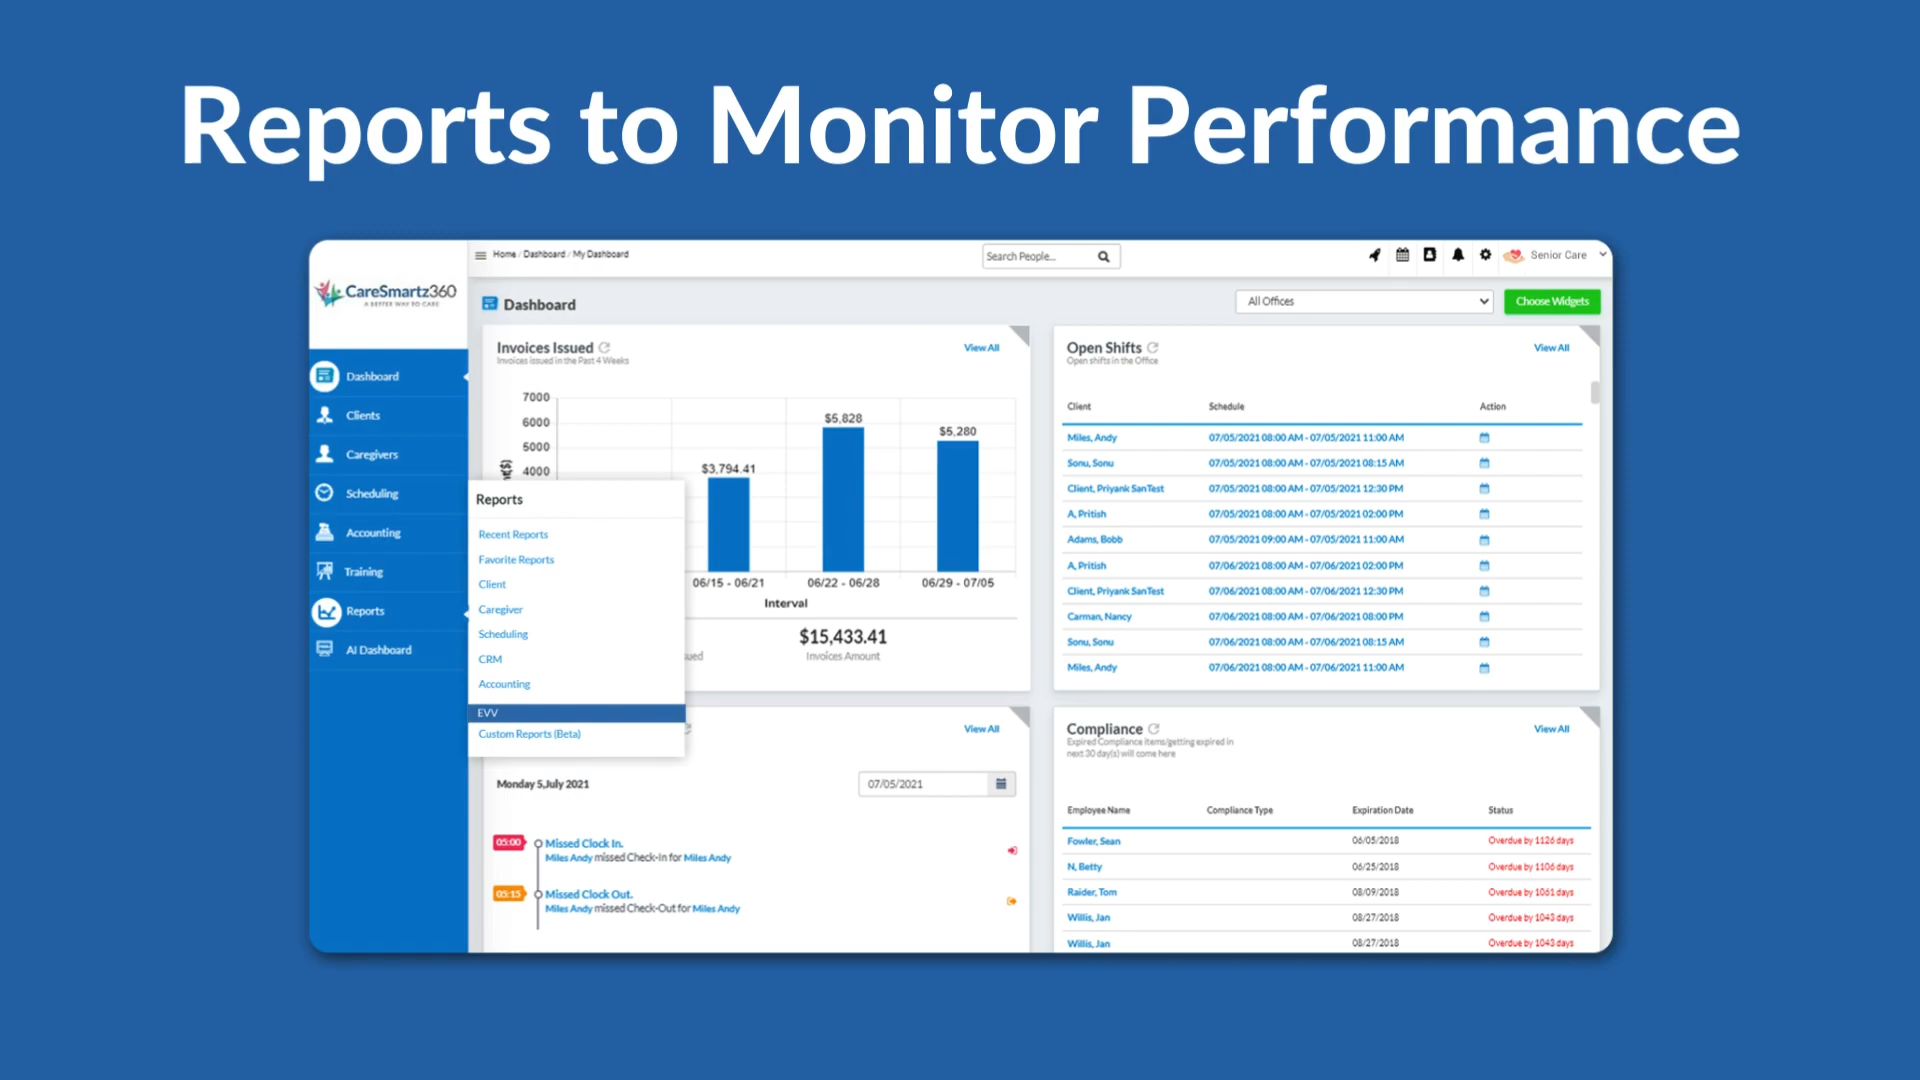 Reports to Monitor Performance
CareSmartz360
A BETTER WAY TO CARE
Home / Dashboard / My Dashboard
Search People...
Senior Care
Dashboard
All Offices
Choose Widgets
Dashboard
Clients
Caregivers
Scheduling
Accounting
Training
Reports
AI Dashboard
Invoices Issued
View All
Invoices issued in the Past 4 Weeks
7000
6000
5000
4000
$3,794.41
$5,828
$5,280
06/15 - 06/21
06/22 - 06/28
06/29 - 07/05
Interval
$15,433.41
Invoices Amount
Reports
Recent Reports
Favorite Reports
Client
Caregiver
Scheduling
CRM
Accounting
EVV
Custom Reports (Beta)
Open Shifts
View All
Open shifts in the Office
Client Schedule Action
Miles, Andy 07/05/2021 08:00 AM - 07/05/2021 11:00 AM
Sonu, Sonu 07/05/2021 08:00 AM - 07/05/2021 08:15 AM
Client, Priyank SanTest 07/05/2021 08:00 AM - 07/05/2021 12:30 PM
A, Pritish 07/05/2021 08:00 AM - 07/05/2021 02:00 PM
Adams, Bobb 07/05/2021 09:00 AM - 07/05/2021 11:00 AM
A, Pritish 07/06/2021 08:00 AM - 07/06/2021 02:00 PM
Client, Priyank SanTest 07/06/2021 08:00 AM - 07/06/2021 12:30 PM
Carman, Nancy 07/06/2021 08:00 AM - 07/06/2021 08:00 PM
Sonu, Sonu 07/06/2021 08:00 AM - 07/06/2021 08:15 AM
Miles, Andy 07/06/2021 08:00 AM - 07/06/2021 11:00 AM
View All
Monday 5,July 2021
07/05/2021
05:00 Missed Clock In.
Miles Andy missed Check-In for Miles Andy
05:15 Missed Clock Out.
Miles Andy missed Check-Out for Miles Andy
Compliance
View All
Expired Compliance items/getting expired in
next 30 day(s) will come here
Employee Name Compliance Type Expiration Date Status
Fowler, Sean 06/05/2018 Overdue by 1126 days
N, Betty 06/25/2018 Overdue by 1106 days
Raider, Tom 08/09/2018 Overdue by 1061 days
Willis, Jan 08/27/2018 Overdue by 1043 days
Willis, Jan 08/27/2018 Overdue by 1043 days